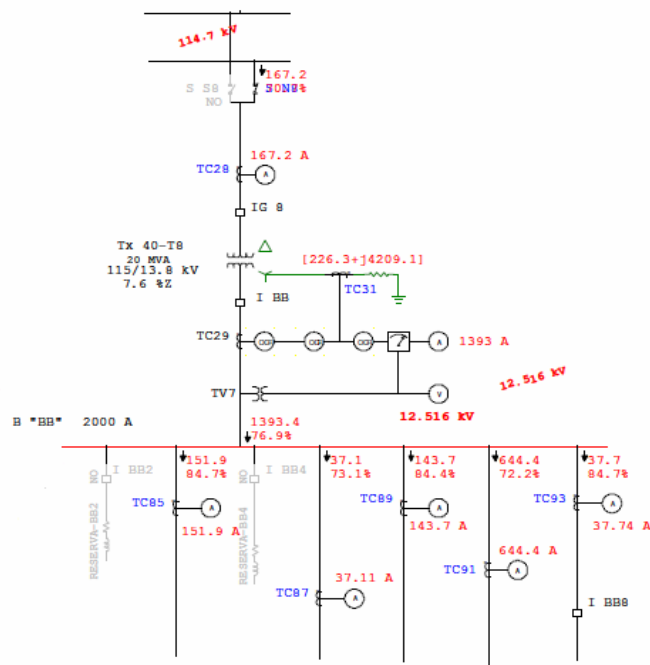 114.7 kV
167.2
S S8
NO
TC28
167.2 A
IG 8
Tx 40-T8
20 MVA
115/13.8 kV
7.6 %Z
[226.3+j4209.1]
TC31
I BB
TC29
1393 A
A
TV7
V
12.516 kV
12.516 kV
B "BB" 2000 A
1393.4
76.9%
NO
I BB2
RESERVA-BB2
151.9
84.7%
TC85
A
151.9 A
NO
I BB4
RESERVA-BB4
37.1
73.1%
TC87
A
37.11 A
143.7
84.4%
TC89
A
143.7 A
644.4
72.2%
TC91
A
644.4 A
37.7
84.7%
TC93
A
37.74 A
I BB8